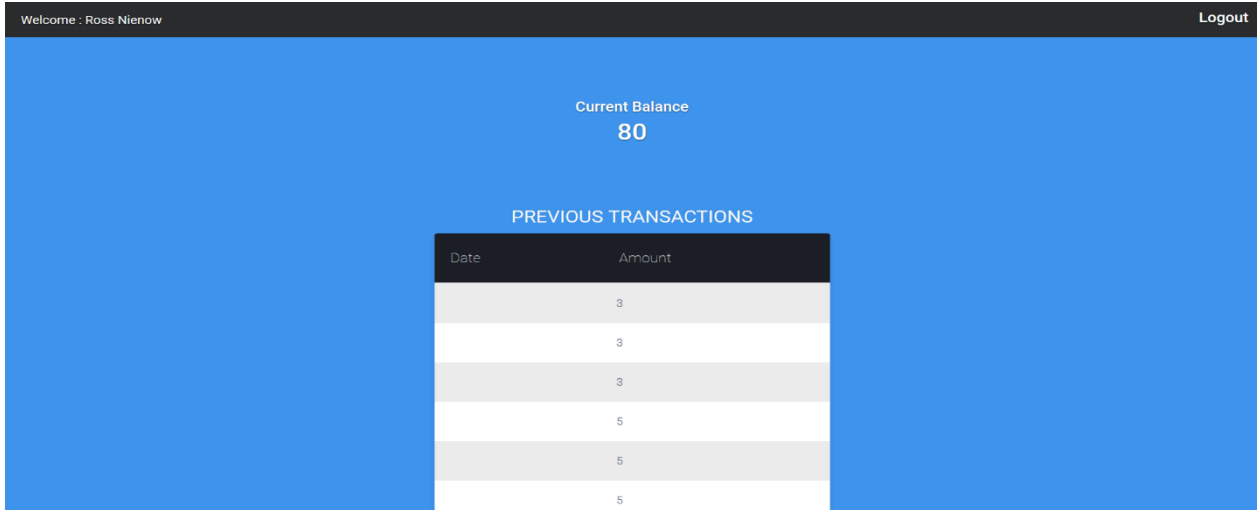 Welcome : Ross Nienow Logout
Current Balance
80
PREVIOUS TRANSACTIONS
Date Amount
3
3
3
5
5
5